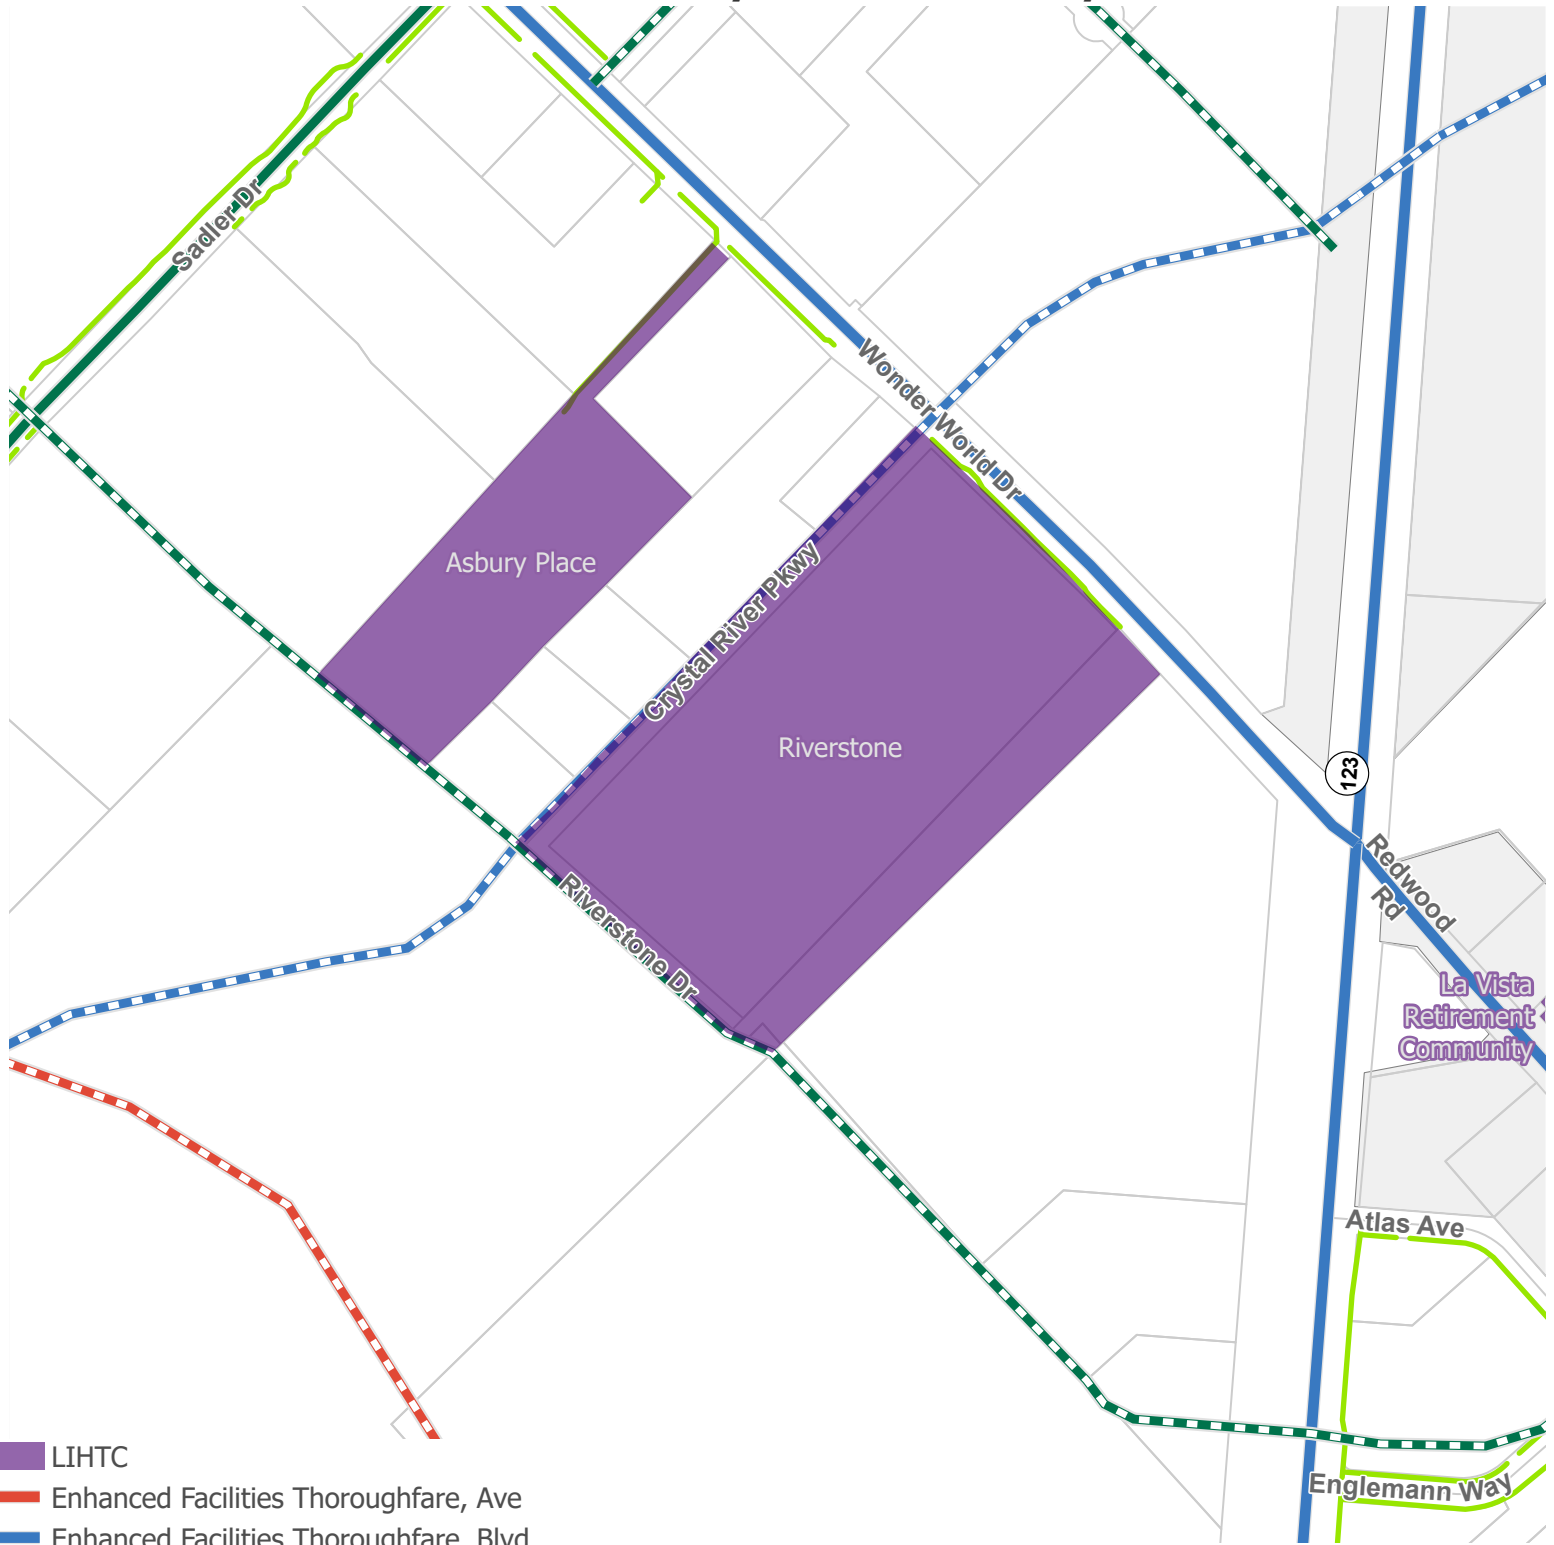 Sadler Dr
Wonder World Dr
Asbury Place
Crystal River Pkwy
Riverstone
123
Redwood
Rd
Riverstone Dr
La Vista
Retirement
Community
Atlas Ave
Englemann Way
LIHTC
Enhanced Facilities Thoroughfare, Ave
Enhanced Facilities Thoroughfare, Blvd